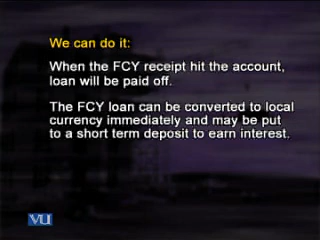 We can do it:
When the FCY receipt hit the account,
loan will be paid off.
The FCY loan can be converted to local
currency immediately and may be put
to a short term deposit to earn interest.
VU